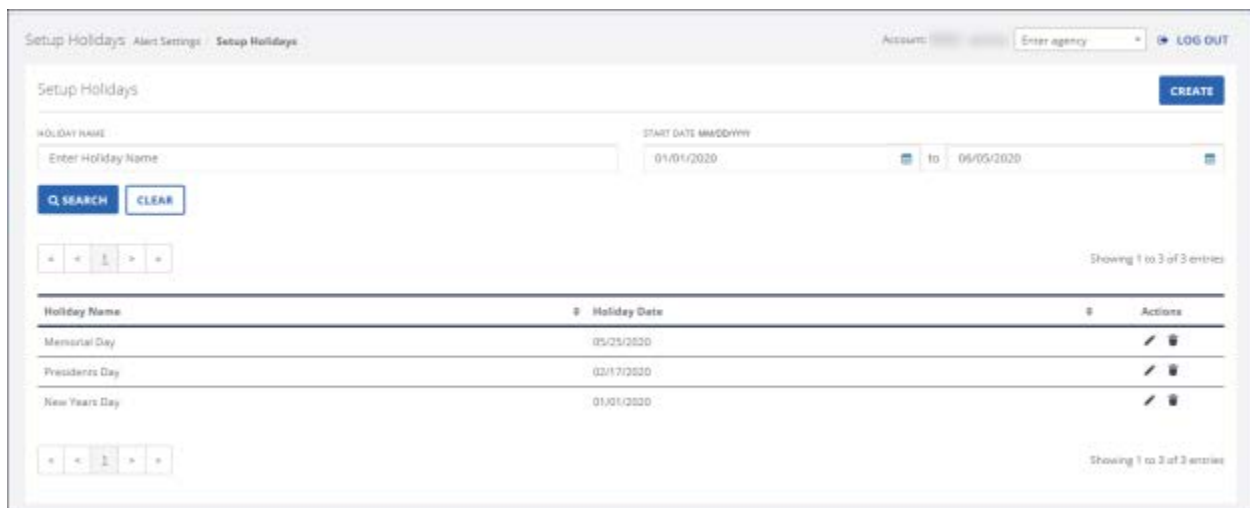 Setup Holidays Alert Settings / Setup Holidays Account: Enter agency LOG OUT
Setup Holidays CREATE
HOLIDAY NAME START DATE MM/DD/YYYY
Enter Holiday Name 01/01/2020 to 06/05/2020
SEARCH CLEAR
« < 1 > » Showing 1 to 3 of 3 entries
Holiday Name Holiday Date Actions
Memorial Day 05/25/2020
Presidents Day 02/17/2020
New Years Day 01/01/2020
« < 1 > » Showing 1 to 3 of 3 entries